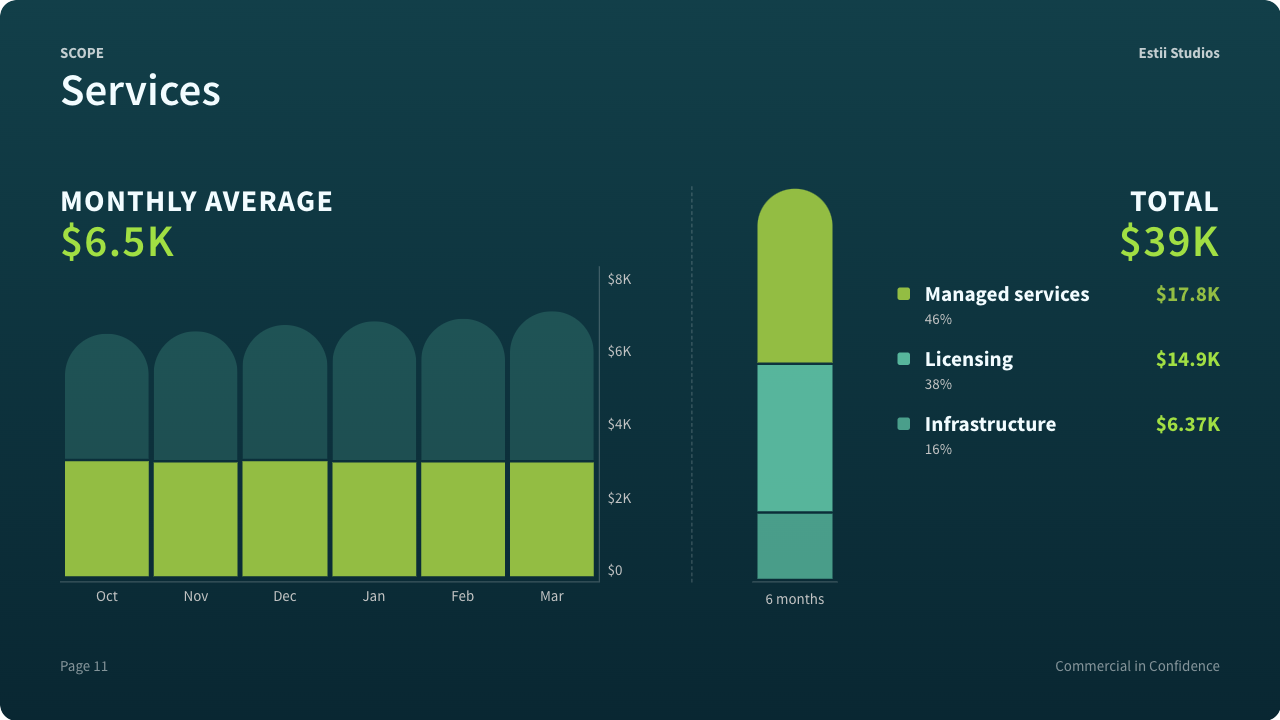 SCOPE
Estii Studios
Services
MONTHLY AVERAGE
$6.5K
$8K
$6K
$4K
$2K
$0
Oct Nov Dec Jan Feb Mar
6 months
TOTAL
$39K
Managed services $17.8K
46%
Licensing $14.9K
38%
Infrastructure $6.37K
16%
Page 11
Commercial in Confidence